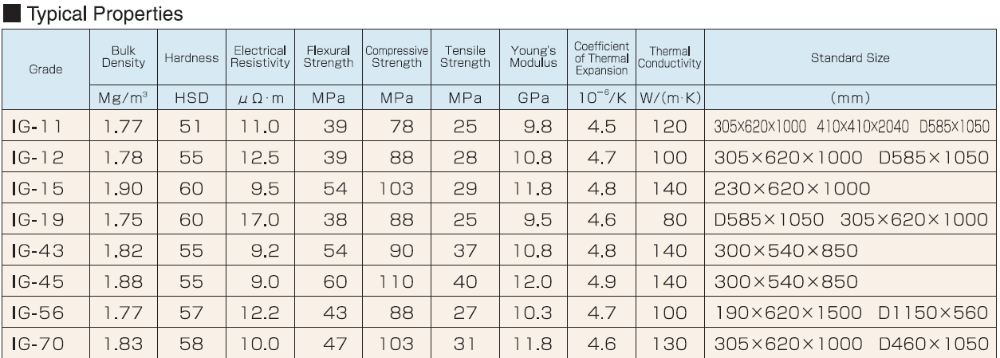 ■ Typical Properties
Grade Bulk Density Hardness Electrical Resistivity Flexural Strength Compressive Strength Tensile Strength Young's Modulus Coefficient of Thermal Expansion Thermal Conductivity Standard Size
Mg/m³ HSD μΩ·m MPa MPa MPa GPa 10⁻⁶/K W/(m·K) (mm)
IG-11 1.77 51 11.0 39 78 25 9.8 4.5 120 305×620×1000 410×410×2040 D585×1050
IG-12 1.78 55 12.5 39 88 28 10.8 4.7 100 305×620×1000 D585×1050
IG-15 1.90 60 9.5 54 103 29 11.8 4.8 140 230×620×1000
IG-19 1.75 60 17.0 38 88 25 9.5 4.6 80 D585×1050 305×620×1000
IG-43 1.82 55 9.2 54 90 37 10.8 4.8 140 300×540×850
IG-45 1.88 55 9.0 60 110 40 12.0 4.9 140 300×540×850
IG-56 1.77 57 12.2 43 88 27 10.3 4.7 100 190×620×1500 D1150×560
IG-70 1.83 58 10.0 47 103 31 11.8 4.6 130 305×620×1000 D460×1050